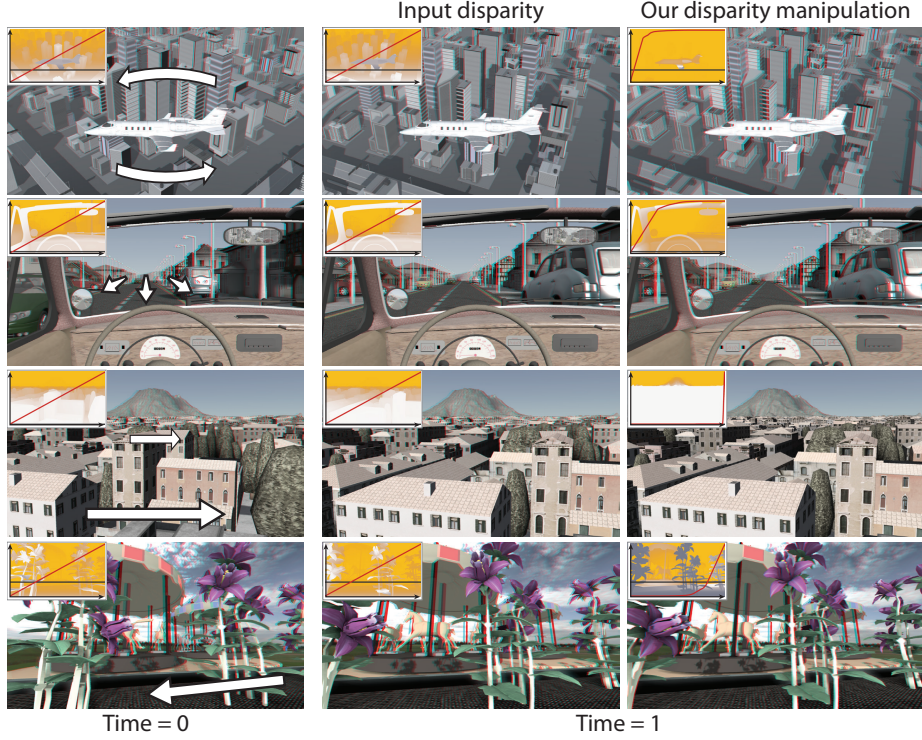 Input disparity
Our disparity manipulation
Time = 0
Time = 1